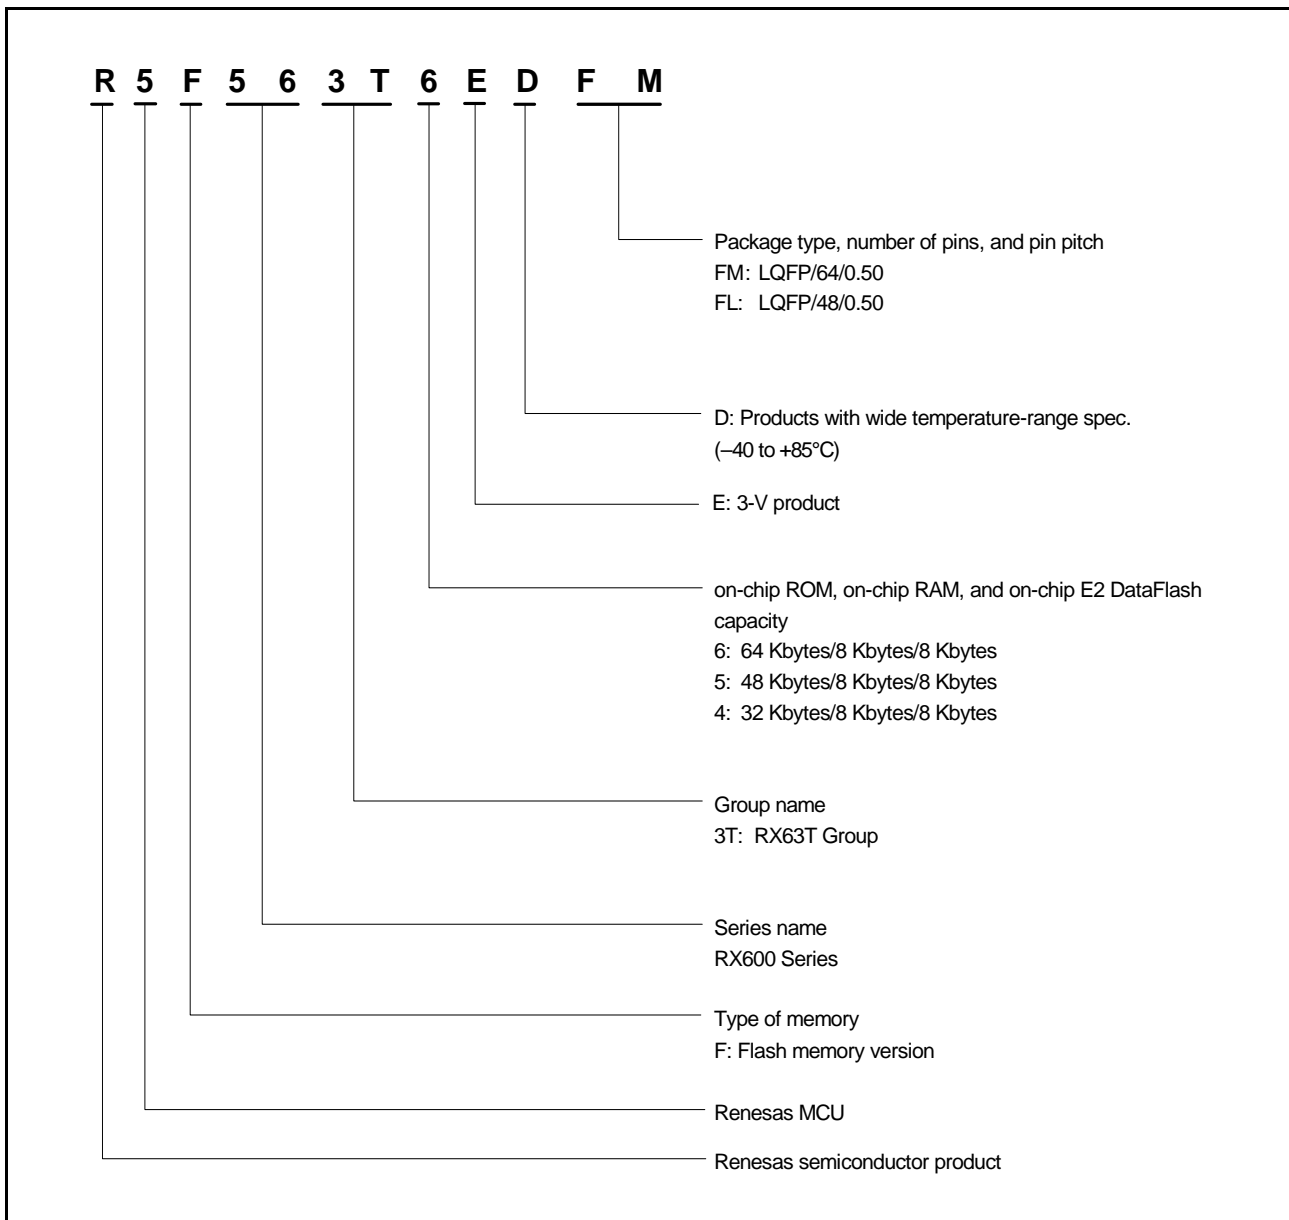 R 5 F 5 6 3 T 6 E D F M
Package type, number of pins, and pin pitch
FM: LQFP/64/0.50
FL: LQFP/48/0.50
D: Products with wide temperature-range spec.
(–40 to +85°C)
E: 3-V product
on-chip ROM, on-chip RAM, and on-chip E2 DataFlash
capacity
6: 64 Kbytes/8 Kbytes/8 Kbytes
5: 48 Kbytes/8 Kbytes/8 Kbytes
4: 32 Kbytes/8 Kbytes/8 Kbytes
Group name
3T: RX63T Group
Series name
RX600 Series
Type of memory
F: Flash memory version
Renesas MCU
Renesas semiconductor product